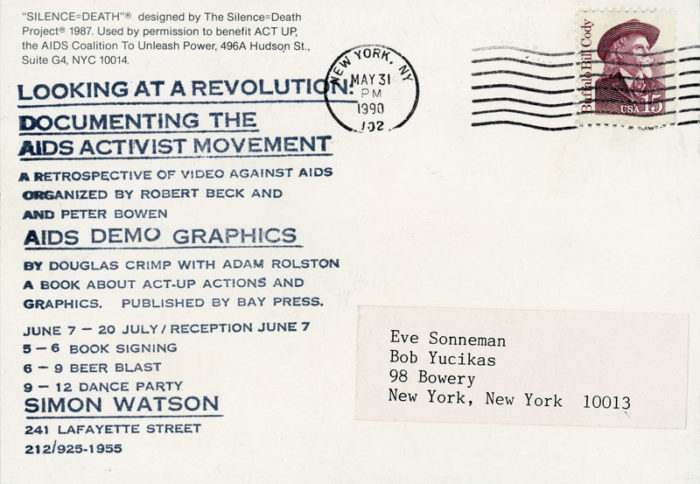 "SILENCE=DEATH"® designed by The Silence=Death
Project® 1987. Used by permission to benefit ACT UP,
the AIDS Coalition To Unleash Power, 496A Hudson St.,
Suite G4, NYC 10014.
LOOKING AT A REVOLUTION:
DOCUMENTING THE
AIDS ACTIVIST MOVEMENT
A RETROSPECTIVE OF VIDEO AGAINST AIDS
ORGANIZED BY ROBERT BECK AND
AND PETER BOWEN
AIDS DEMO GRAPHICS
BY DOUGLAS CRIMP WITH ADAM ROLSTON
A BOOK ABOUT ACT-UP ACTIONS AND
GRAPHICS. PUBLISHED BY BAY PRESS.
JUNE 7 – 20 JULY / RECEPTION JUNE 7
5 – 6 BOOK SIGNING
6 – 9 BEER BLAST
9 – 12 DANCE PARTY
SIMON WATSON
241 LAFAYETTE STREET
212/925-1955
NEW YORK, NY
MAY 31
PM
1990
102
Buffalo Bill Cody
USA 15
Eve Sonneman
Bob Yucikas
98 Bowery
New York, New York 10013